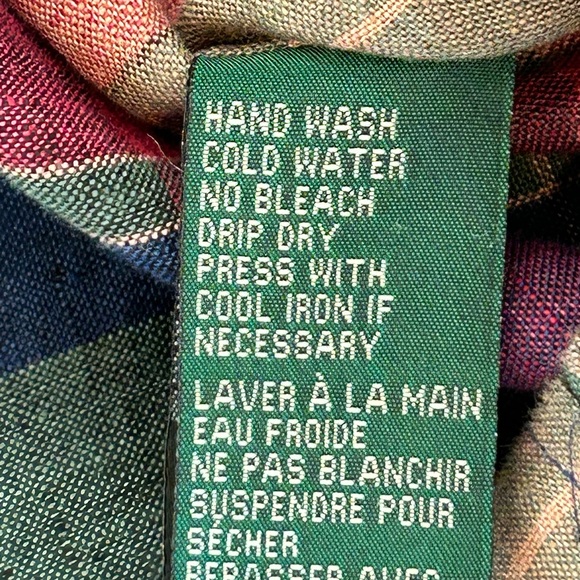 HAND WASH
COLD WATER
NO BLEACH
DRIP DRY
PRESS WITH
COOL IRON IF
NECESSARY
LAVER À LA MAIN
EAU FROIDE
NE PAS BLANCHIR
SUSPENDRE POUR
SÉCHER